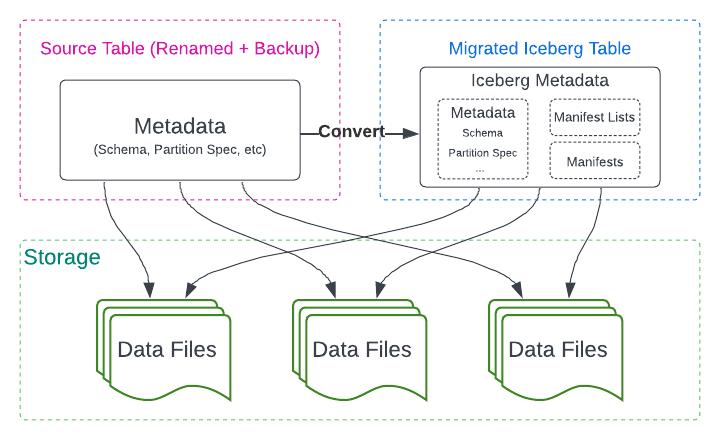 Source Table (Renamed + Backup)
Metadata
(Schema, Partition Spec, etc)
Convert
Migrated Iceberg Table
Iceberg Metadata
Metadata
Schema
Partition Spec
...
Manifest Lists
Manifests
Storage
Data Files
Data Files
Data Files